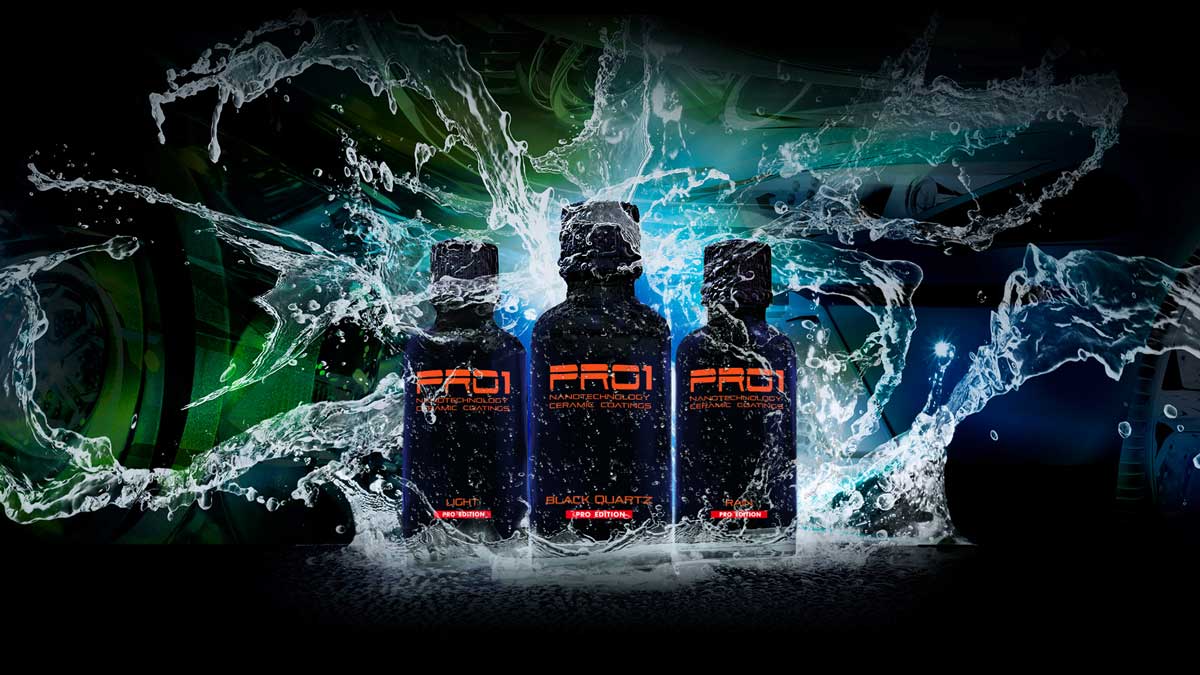 PRO1
NANOTECHNOLOGY
CERAMIC COATINGS
LIGHT
PRO EDITION
PRO1
NANOTECHNOLOGY
CERAMIC COATINGS
BLACK QUARTZ
PRO EDITION
PRO1
NANOTECHNOLOGY
CERAMIC COATINGS
RAIN
PRO EDITION